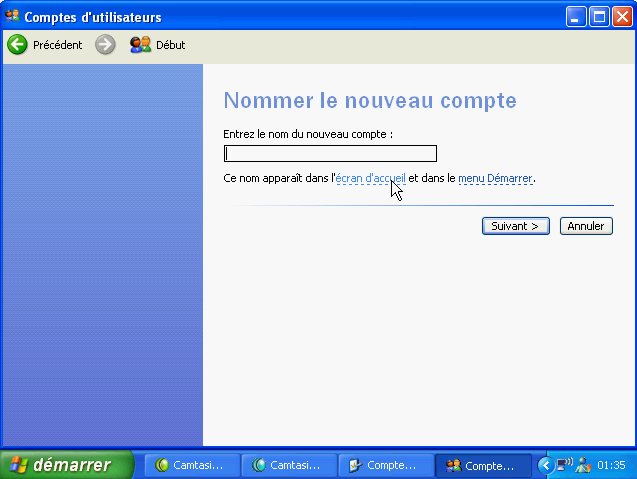 Comptes d'utilisateurs
Précédent Début
Nommer le nouveau compte
Entrez le nom du nouveau compte :
Ce nom apparaît dans l'écran d'accueil et dans le menu Démarrer.
Suivant > Annuler
démarrer Camtasi... Camtasi... Compte... Compte... 01:35